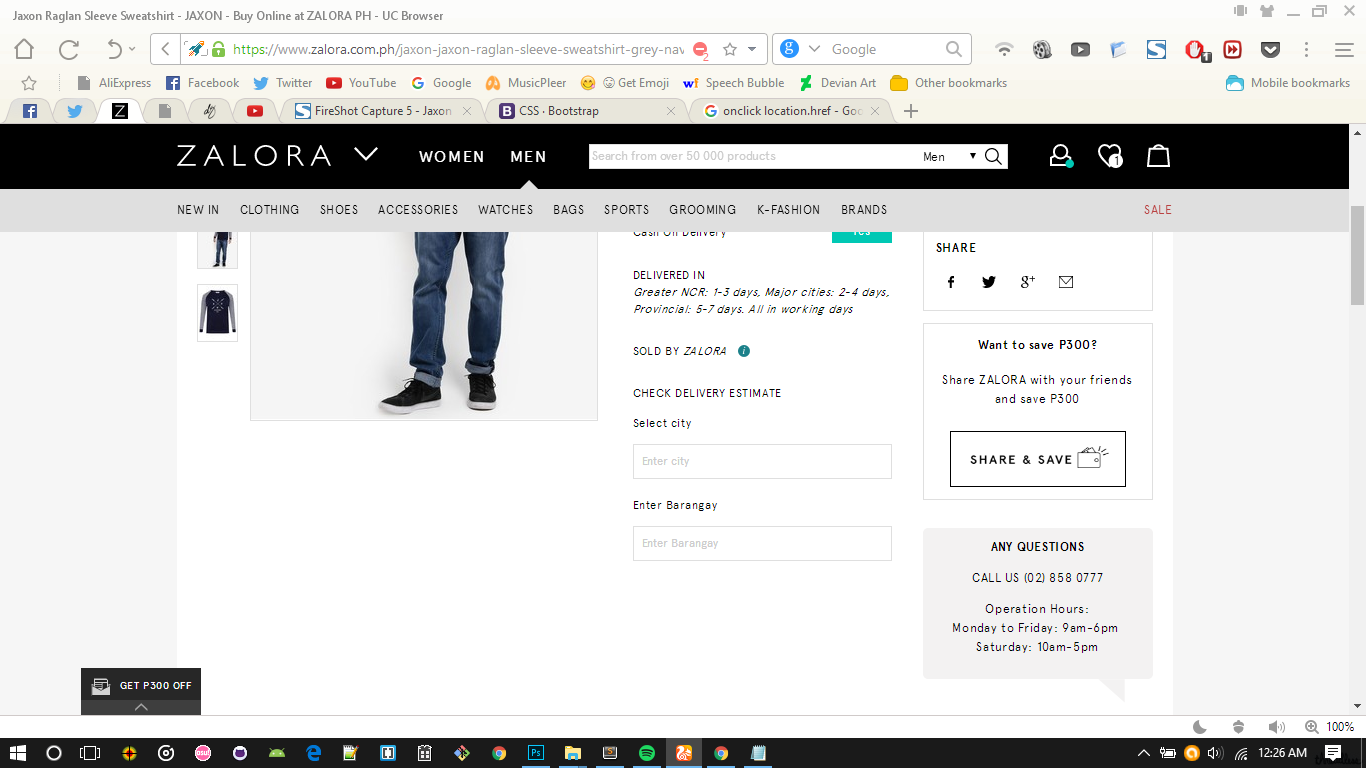 Jaxon Raglan Sleeve Sweatshirt - JAXON - Buy Online at ZALORA PH - UC Browser
https://www.zalora.com.ph/jaxon-jaxon-raglan-sleeve-sweatshirt-grey-nav
2
g
Google
S
1
AliExpress
Facebook
Twitter
YouTube
Google
MusicPleer
Get Emoji
Speech Bubble
Devian Art
Other bookmarks
Mobile bookmarks
Z
FireShot Capture 5 - Jaxon
B
CSS · Bootstrap
onclick location.href - Goo
ZALORA
WOMEN
MEN
Search from over 50 000 products
Men
1
NEW IN
CLOTHING
SHOES
ACCESSORIES
WATCHES
BAGS
SPORTS
GROOMING
K-FASHION
BRANDS
SALE
Cash On Delivery
YES
DELIVERED IN
Greater NCR: 1-3 days, Major cities: 2-4 days,
Provincial: 5-7 days. All in working days
SOLD BY ZALORA
i
CHECK DELIVERY ESTIMATE
Select city
Enter city
Enter Barangay
Enter Barangay
SHARE
f
g+
Want to save P300?
Share ZALORA with your friends
and save P300
SHARE & SAVE
ANY QUESTIONS
CALL US (02) 858 0777
Operation Hours:
Monday to Friday: 9am-6pm
Saturday: 10am-5pm
GET P300 OFF
100%
osu!
Ps
12:26 AM